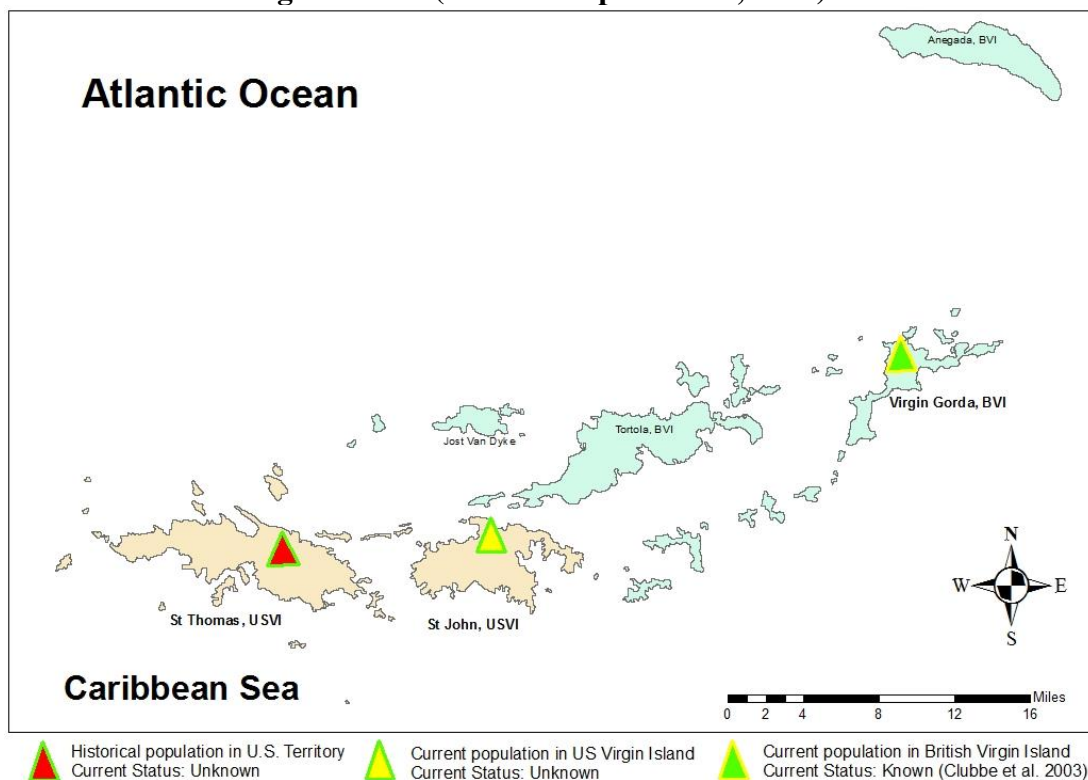 Anegada, BVI
Atlantic Ocean
Virgin Gorda, BVI
Tortola, BVI
Jost Van Dyke
N
W E
S
St Thomas, USVI
St John, USVI
Caribbean Sea
Miles
0 2 4 8 12 16
Historical population in U.S. Territory
Current Status: Unknown
Current population in US Virgin Island
Current Status: Unknown
Current population in British Virgin Island
Current Status: Known (Clubbe et al. 2003)